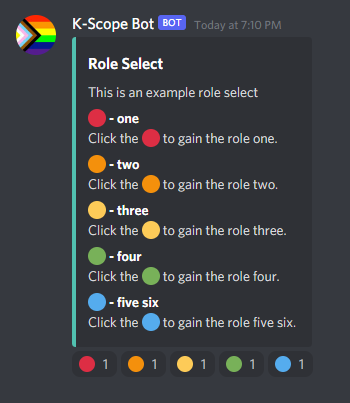 K-Scope Bot BOT Today at 7:10 PM
Role Select
This is an example role select
- one
Click the to gain the role one.
- two
Click the to gain the role two.
- three
Click the to gain the role three.
- four
Click the to gain the role four.
- five six
Click the to gain the role five six.
1 1 1 1 1